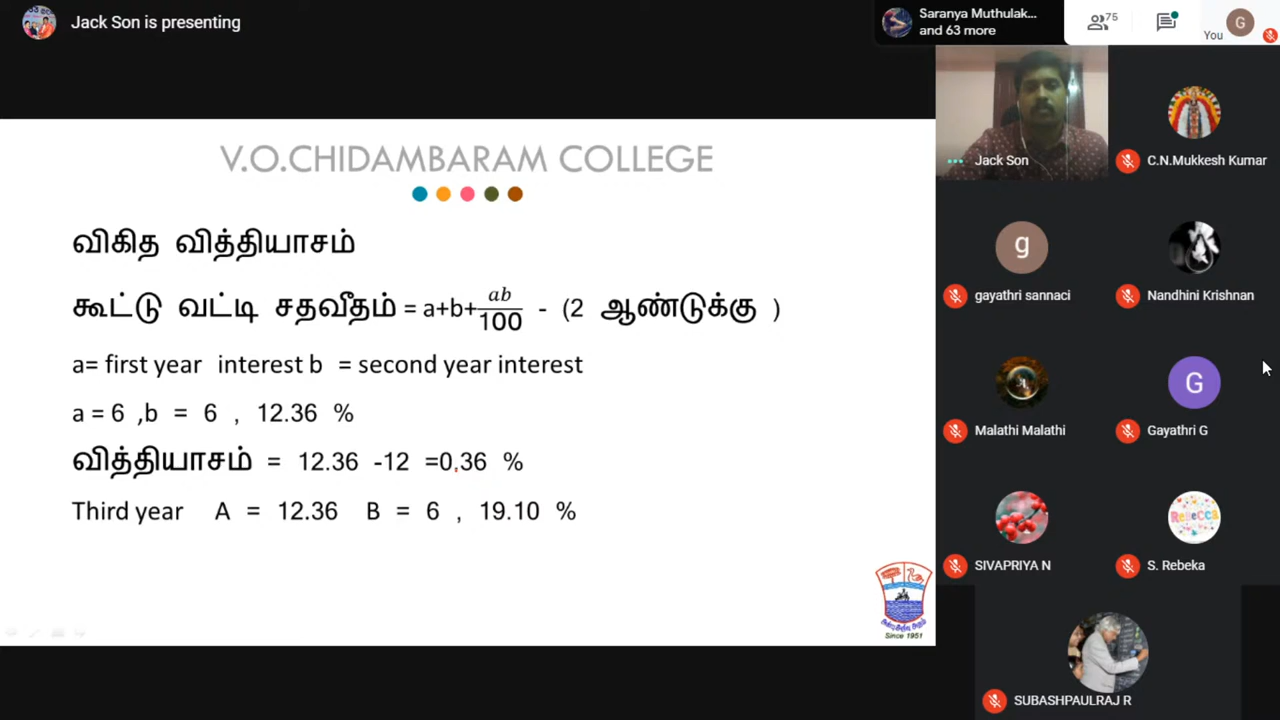 Jack Son is presenting
Saranya Muthulak...
and 63 more
75
G
You
V.O.CHIDAMBARAM COLLEGE
விகித வித்தியாசம்
கூட்டு வட்டி சதவீதம் = a+b+ab/100 - (2 ஆண்டுக்கு )
a= first year interest b = second year interest
a = 6 ,b = 6 , 12.36 %
வித்தியாசம் = 12.36 -12 =0.36 %
Third year A = 12.36 B = 6 , 19.10 %
Since 1951
Jack Son
C.N.Mukkesh Kumar
g
gayathri sannaci
Nandhini Krishnan
Malathi Malathi
G
Gayathri G
SIVAPRIYA N
REBECCA
S. Rebeka
SUBASHPAULRAJ R